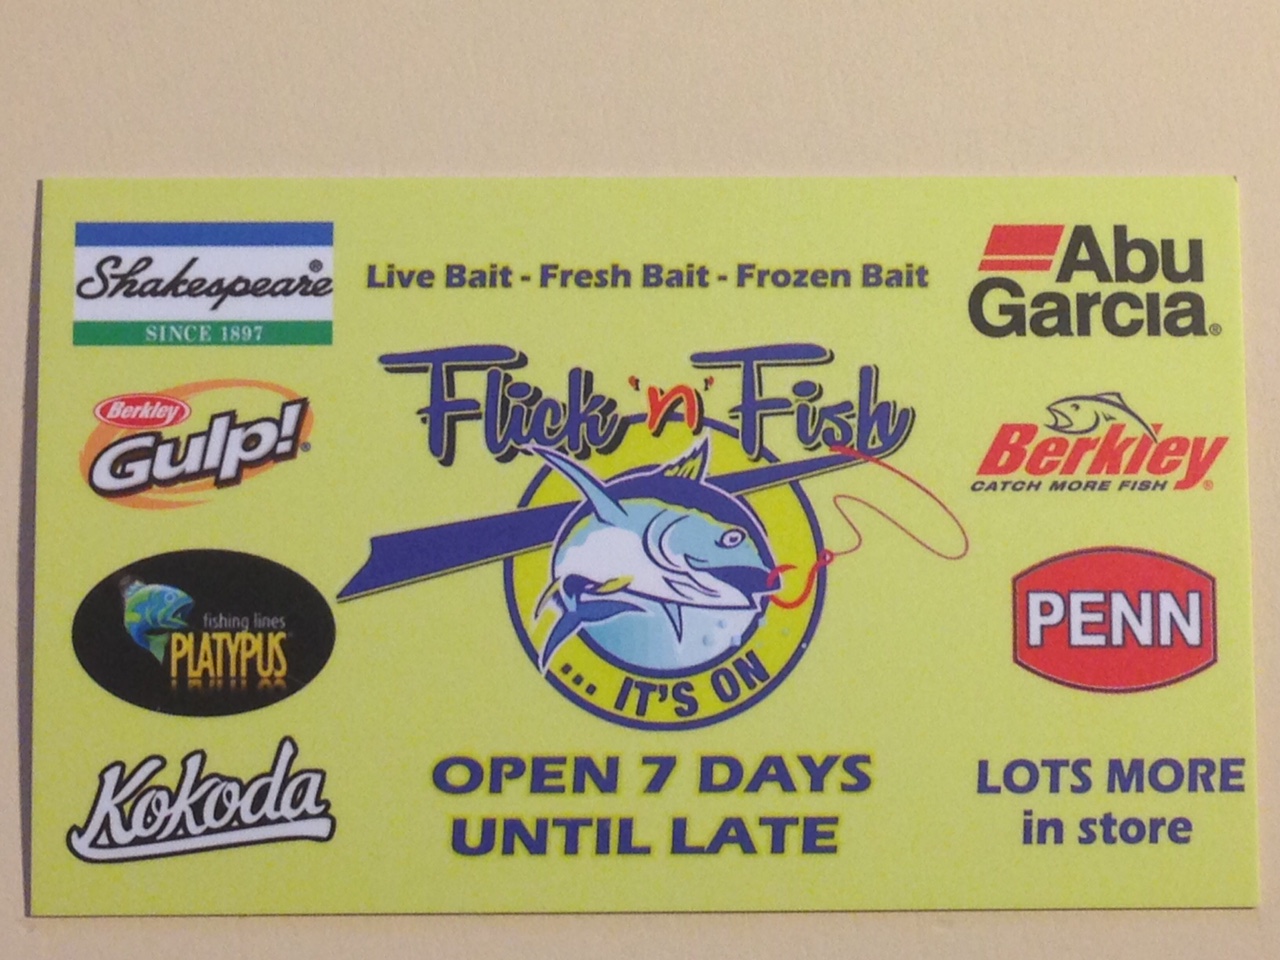 Shakespeare®
SINCE 1897
Live Bait - Fresh Bait - Frozen Bait
Abu
Garcia®
Flick 'n' Fish
Berkley
Gulp!
Berkley
CATCH MORE FISH
fishing lines
PLATYPUS
PENN
... IT'S ON
Kokoda
OPEN 7 DAYS
UNTIL LATE
LOTS MORE
in store